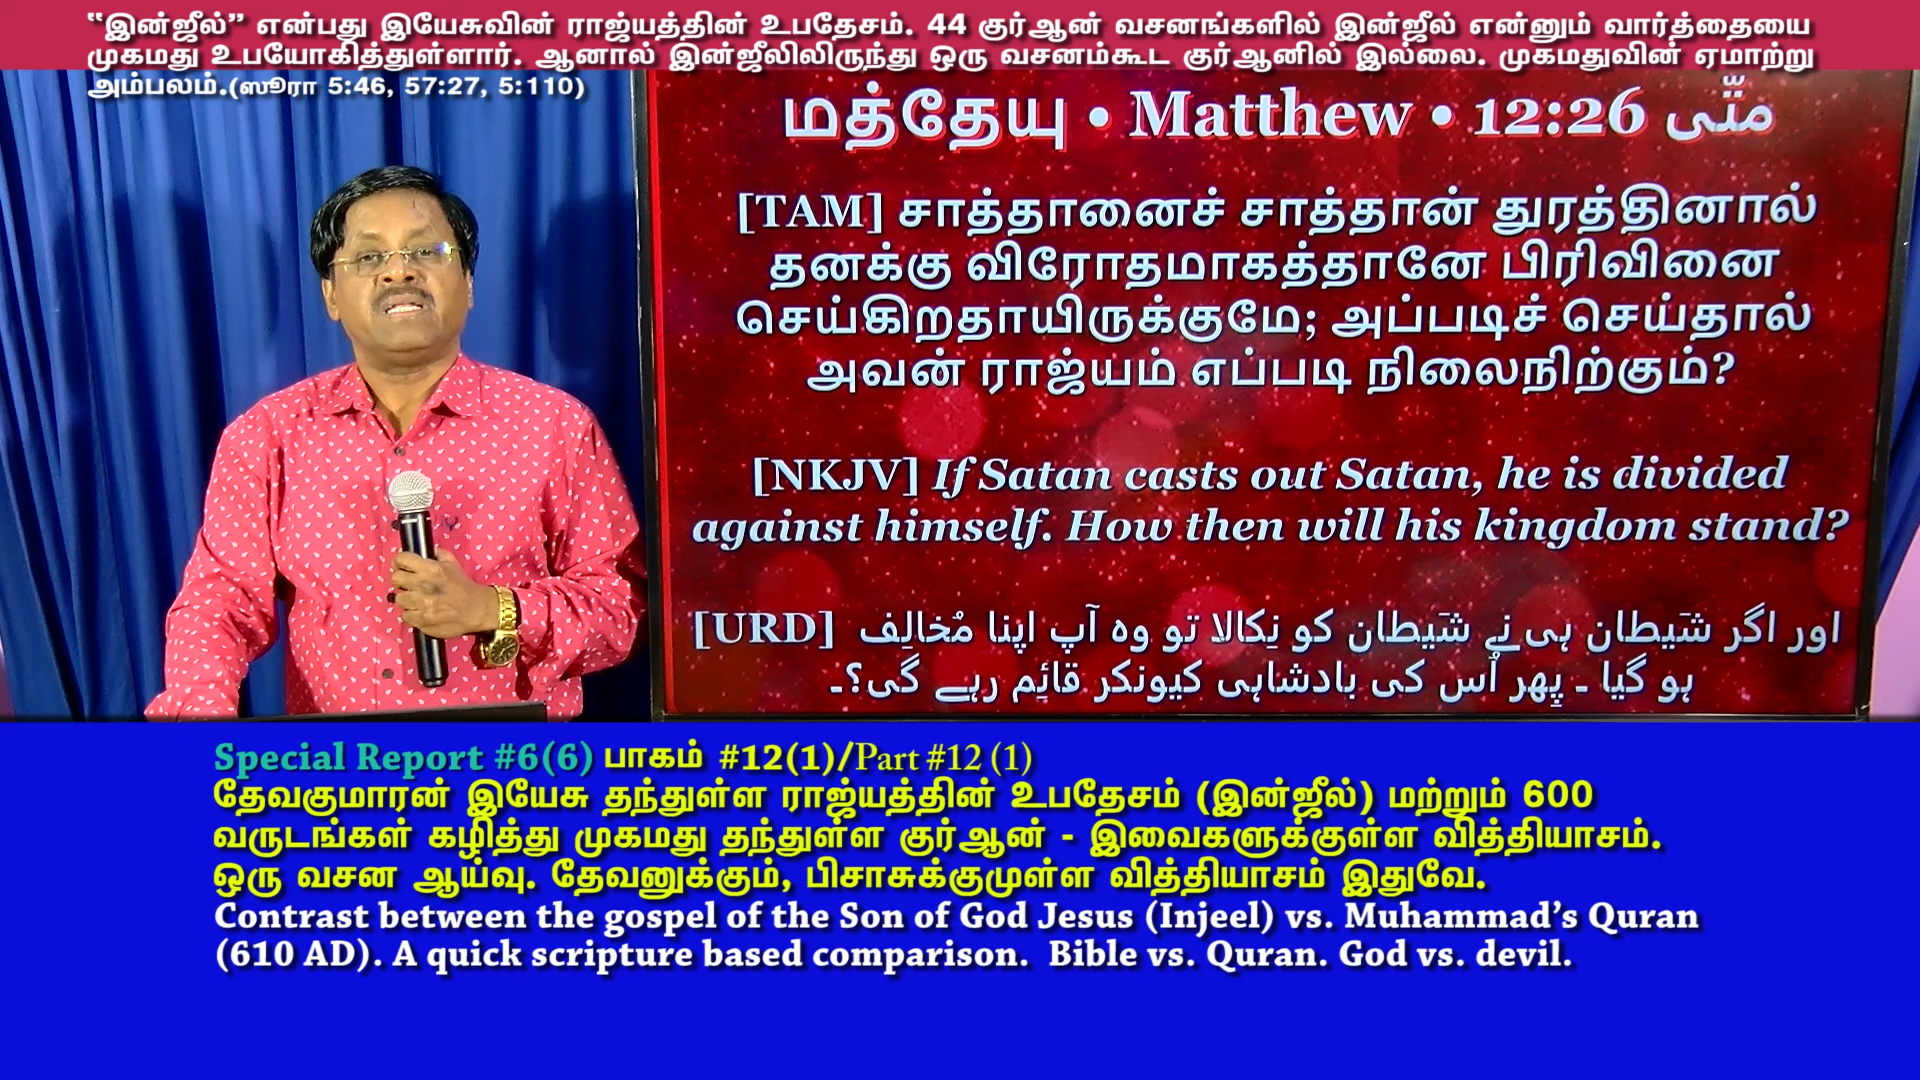 “இன்ஜீல்” என்பது இயேசுவின் ராஜ்யத்தின் உபதேசம். 44 குர்ஆன் வசனங்களில் இன்ஜீல் என்னும் வார்த்தையை
முகமது உபயோகித்துள்ளார். ஆனால் இன்ஜீலிலிருந்து ஒரு வசனம்கூட குர்ஆனில் இல்லை. முகமதுவின் ஏமாற்று
அம்பலம்.(ஸூரா 5:46, 57:27, 5:110)
மத்தேயு • Matthew • 12:26 متّی
[TAM] சாத்தானைச் சாத்தான் துரத்தினால்
தனக்கு விரோதமாகத்தானே பிரிவினை
செய்கிறதாயிருக்குமே; அப்படிச் செய்தால்
அவன் ராஜ்யம் எப்படி நிலைநிற்கும்?
[NKJV] If Satan casts out Satan, he is divided
against himself. How then will his kingdom stand?
[URD] اور اگر شَیطان ہی نے شَیطان کو نِکالا تو وہ آپ اپنا مُخالِف
ہو گیا ۔ پِھر اُس کی بادشاہی کیونکر قائِم رہے گی؟۔
Special Report #6(6) பாகம் #12(1)/Part #12 (1)
தேவகுமாரன் இயேசு தந்துள்ள ராஜ்யத்தின் உபதேசம் (இன்ஜீல்) மற்றும் 600
வருடங்கள் கழித்து முகமது தந்துள்ள குர்ஆன் - இவைகளுக்குள்ள வித்தியாசம்.
ஒரு வசன ஆய்வு. தேவனுக்கும், பிசாசுக்குமுள்ள வித்தியாசம் இதுவே.
Contrast between the gospel of the Son of God Jesus (Injeel) vs. Muhammad’s Quran
(610 AD). A quick scripture based comparison.  Bible vs. Quran. God vs. devil.